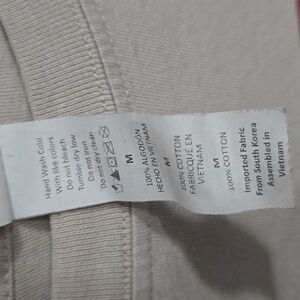 Hand Wash Cold
With like colors
Do not bleach
Tumble dry low
Do not iron
Do not dry clean
M
100% ALGODÓN
HECHO EN VIETNAM
M
100% COTTON
FABRIQUÉ EN
VIETNAM
M
100% COTTON
Imported Fabric
From South Korea
Assembled in
Vietnam